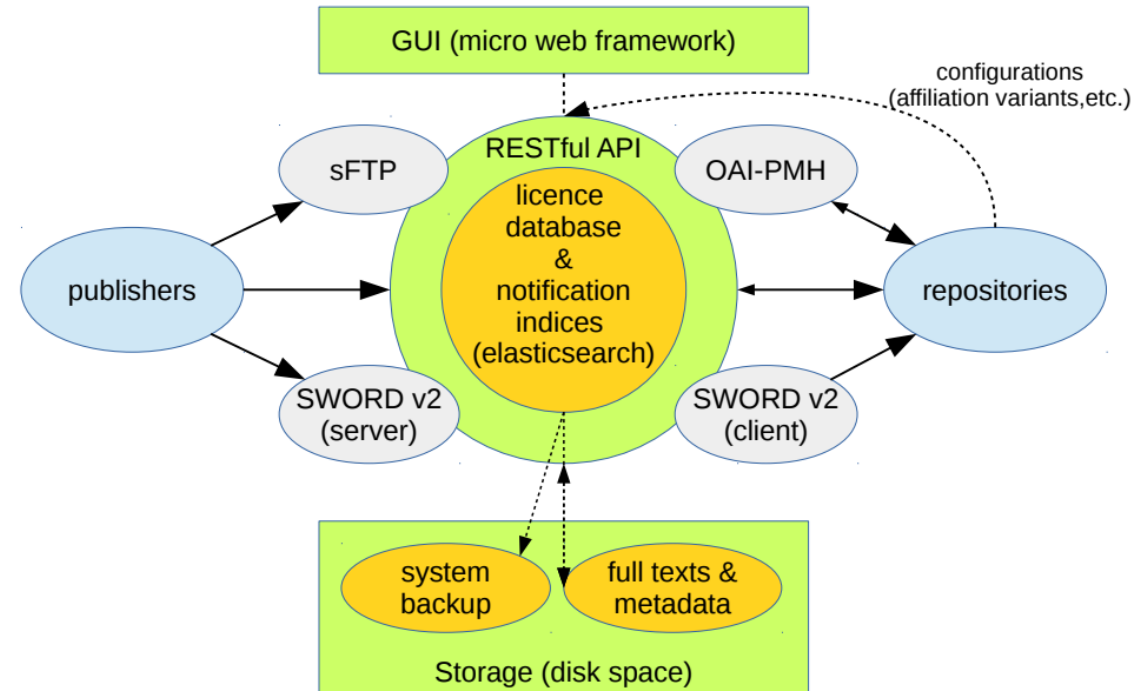 GUI (micro web framework)
configurations
(affiliation variants,etc.)
RESTful API
sFTP
OAI-PMH
licence
database
&
notification
indices
(elasticsearch)
publishers
repositories
SWORD v2
(server)
SWORD v2
(client)
system
backup
full texts &
metadata
Storage (disk space)